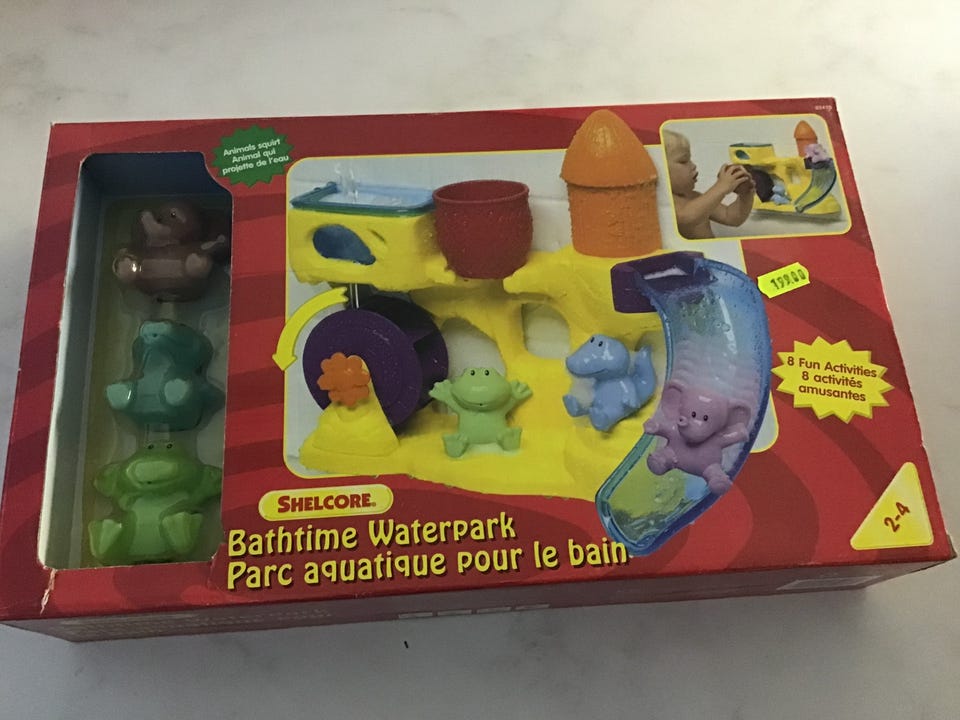 Animals squirt
Animal qui
projette de l'eau
199.00
8 Fun Activities
8 activités
amusantes
2-4
SHELCORE®
Bathtime Waterpark
Parc aquatique pour le bain